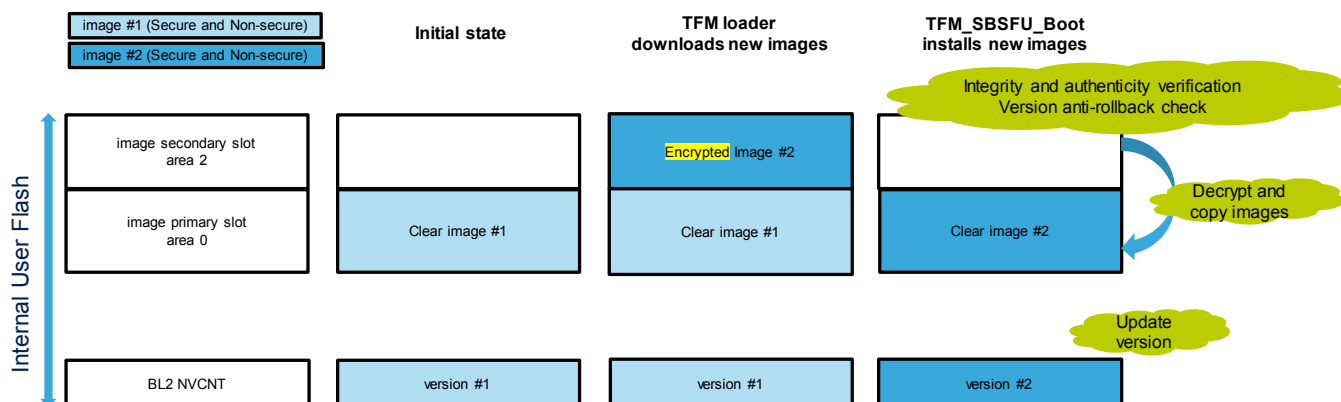 image #1 (Secure and Non-secure)
image #2 (Secure and Non-secure)
Initial state
TFM loader
downloads new images
TFM_SBSFU_Boot
installs new images
Integrity and authenticity verification
Version anti-rollback check
Internal User Flash
image secondary slot
area 2
Encrypted Image #2
Decrypt and
copy images
image primary slot
area 0
Clear image #1
Clear image #1
Clear image #2
Update
version
BL2 NVCNT
version #1
version #1
version #2